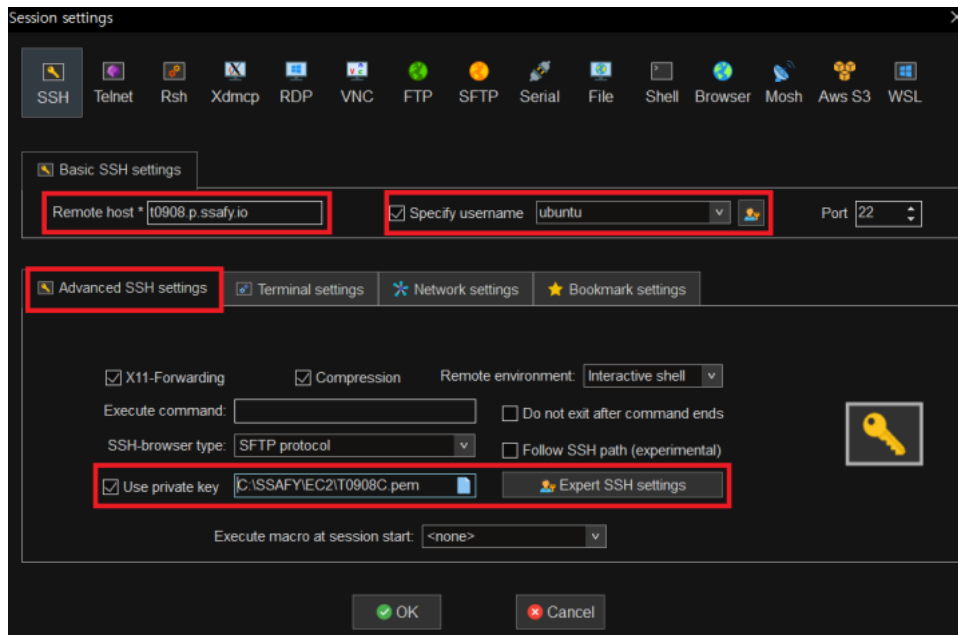 Session settings
SSH Telnet Rsh Xdmcp RDP VNC FTP SFTP Serial File Shell Browser Mosh Aws S3 WSL
Basic SSH settings
Remote host * t0908.p.ssafy.io Specify username ubuntu Port 22
Advanced SSH settings Terminal settings Network settings Bookmark settings
X11-Forwarding Compression Remote environment: Interactive shell
Execute command: Do not exit after command ends
SSH-browser type: SFTP protocol Follow SSH path (experimental)
Use private key C:\SSAFY\EC2\T0908C.pem Expert SSH settings
Execute macro at session start: <none>
OK Cancel